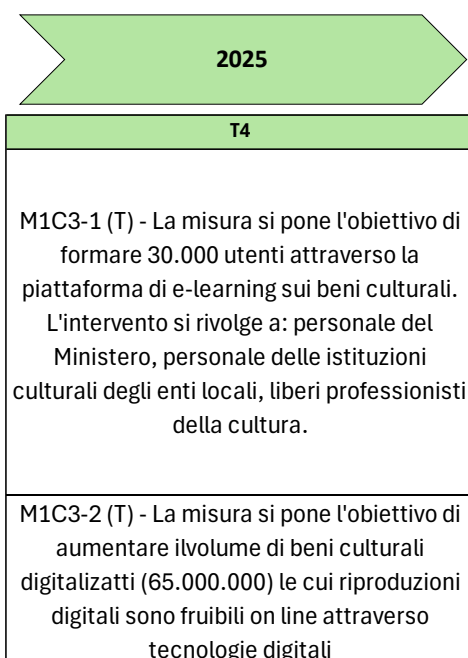 2025
T4
M1C3-1 (T) - La misura si pone l'obiettivo di
formare 30.000 utenti attraverso la
piattaforma di e-learning sui beni culturali.
L'intervento si rivolge a: personale del
Ministero, personale delle istituzioni
culturali degli enti locali, liberi professionisti
della cultura.
M1C3-2 (T) - La misura si pone l'obiettivo di
aumentare ilvolume di beni culturali
digitalizatti (65.000.000) le cui riproduzioni
digitali sono fruibili on line attraverso
tecnologie digitali